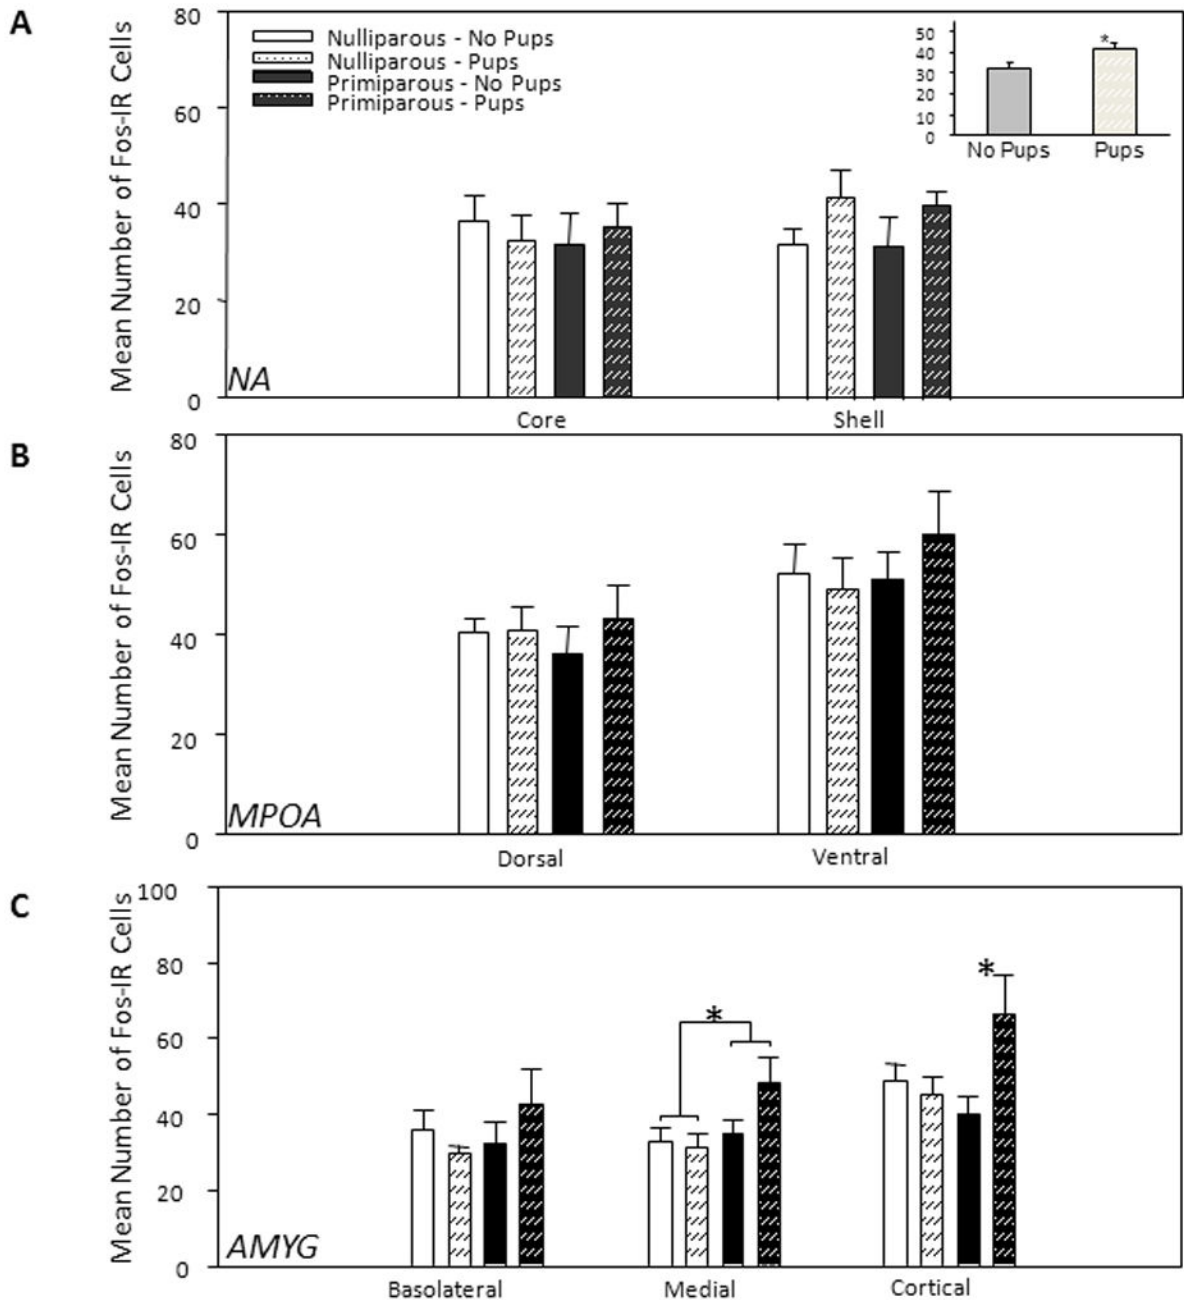 A
Mean Number of Fos-IR Cells
80
60
40
20
0
Nulliparous - No Pups
Nulliparous - Pups
Primiparous - No Pups
Primiparous - Pups
50
40
30
20
10
0
*
No Pups
Pups
NA
Core
Shell
B
Mean Number of Fos-IR Cells
80
60
40
20
0
MPOA
Dorsal
Ventral
C
Mean Number of Fos-IR Cells
100
80
60
40
20
0
*
*
AMYG
Basolateral
Medial
Cortical